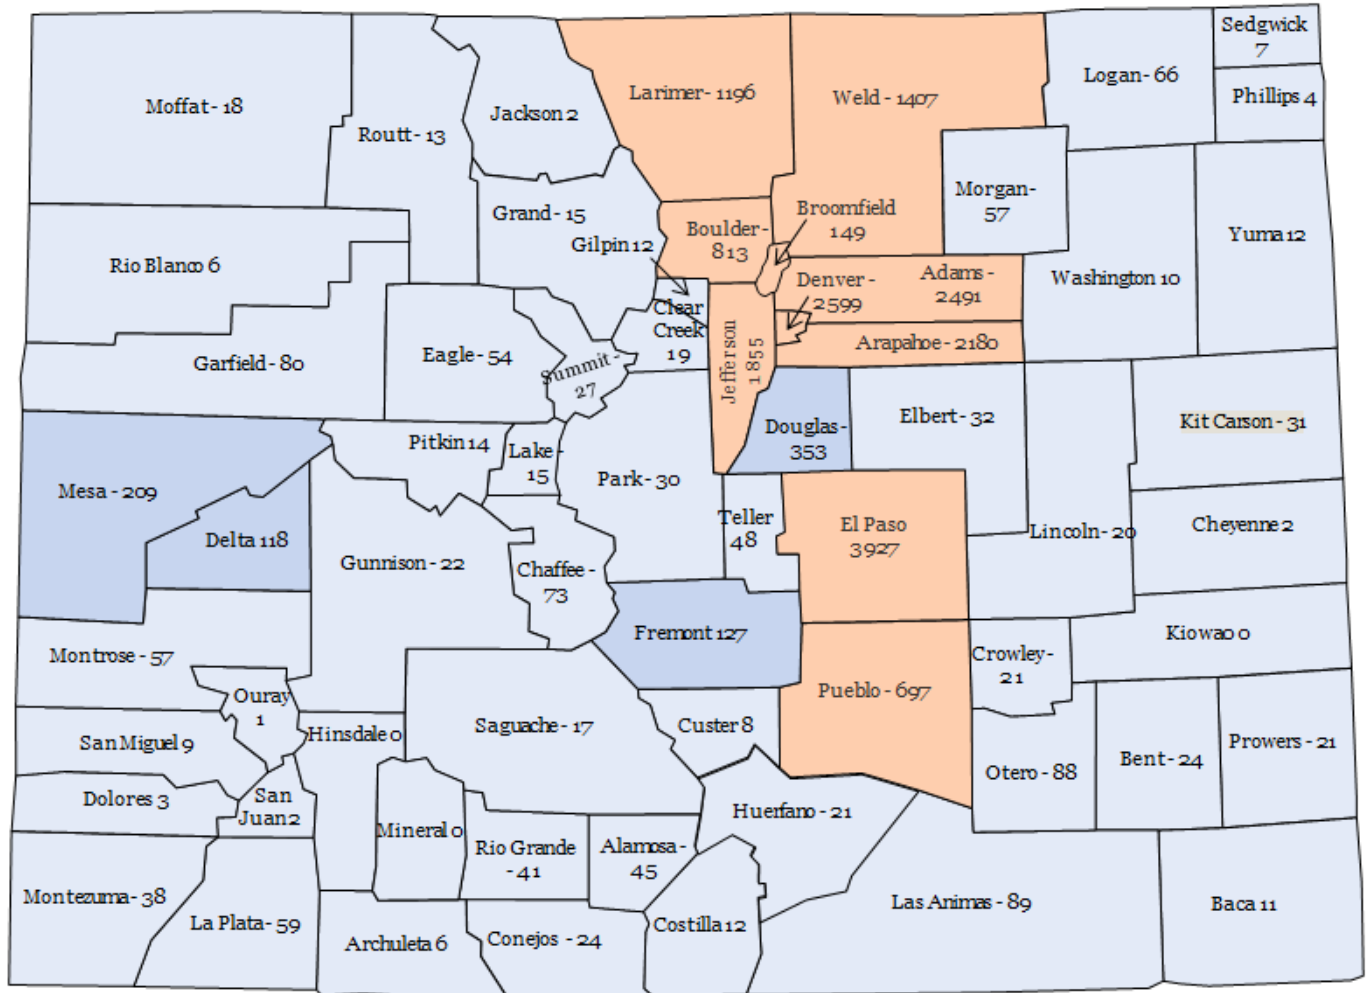 Sedgwick
7
Logan - 66
Phillips 4
Larimer - 1196
Weld - 1407
Moffat - 18
Jackson 2
Routt - 13
Morgan-
57
Broomfield
149
Grand - 15
Boulder -
813
Gilpin 12
Yuma 12
Rio Blanco 6
Washington 10
Adams -
2491
Denver -
2599
Clear
Creek
19
Arapahoe - 2180
Jefferson
1855
Eagle - 54
Garfield - 80
Summit -
27
Elbert - 32
Kit Carson - 31
Douglas-
353
Pitkin 14
Lake -
15
Park - 30
Mesa - 209
Teller
48
El Paso
3927
Lincoln - 20
Cheyenne 2
Delta 118
Gunnison - 22
Chaffee -
73
Fremont 127
Kiowa0 0
Crowley-
21
Montrose - 57
Pueblo - 697
Ouray
1
Hinsdale 0
Saguache - 17
Custer 8
San Miguel 9
Otero - 88
Bent - 24
Prowers - 21
Dolores 3
San
Juan 2
Huerfano - 21
Mineral 0
Rio Grande
- 41
Alamosa -
45
Montezuma - 38
La Plata - 59
Archuleta 6
Conejos - 24
Costilla 12
Las Animas - 89
Baca 11